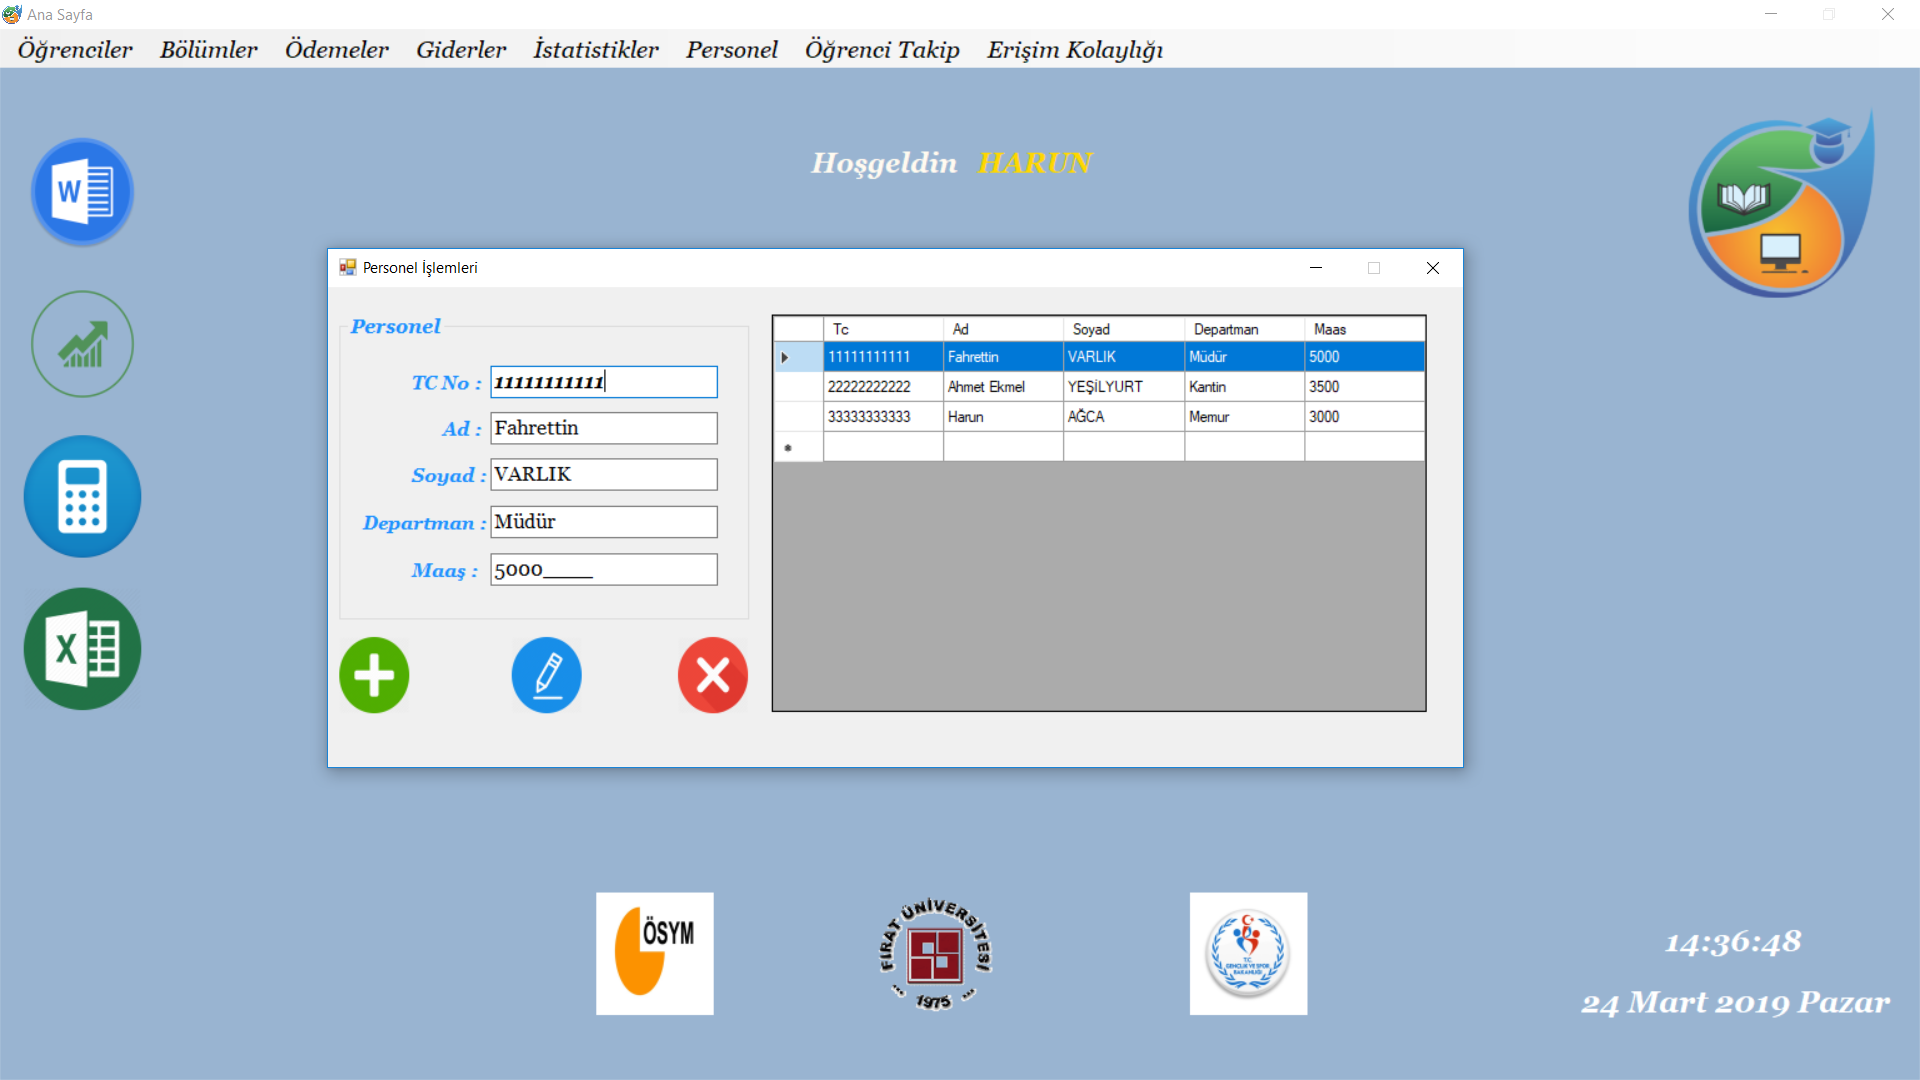 Ana Sayfa
Öğrenciler Bölümler Ödemeler Giderler İstatistikler Personel Öğrenci Takip Erişim Kolaylığı
Hoşgeldin HARUN
W
X
Personel İşlemleri
Personel
TC No : 11111111111
Ad : Fahrettin
Soyad : VARLIK
Departman : Müdür
Maaş : 5000____
Tc Ad Soyad Departman Maas
11111111111 Fahrettin VARLIK Müdür 5000
22222222222 Ahmet Ekmel YEŞİLYURT Kantin 3500
33333333333 Harun AĞCA Memur 3000
ÖSYM
FIRAT ÜNİVERSİTESİ
1975
T.C.
GENÇLİK VE SPOR
BAKANLIĞI
14:36:48
24 Mart 2019 Pazar